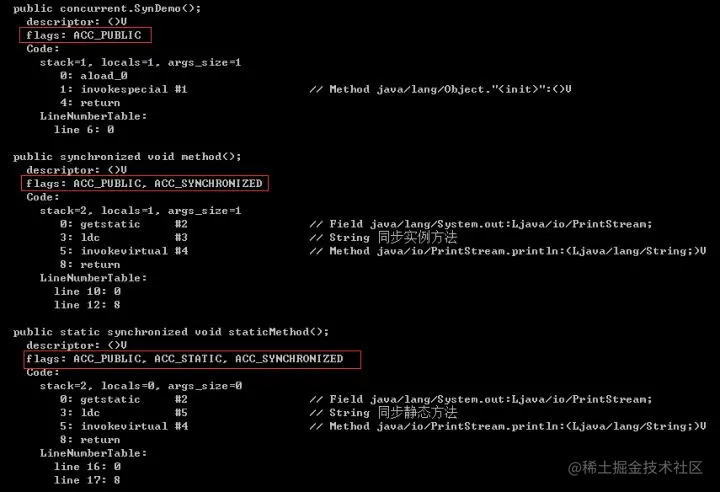 public concurrent.SynDemo();
descriptor: ()V
flags: ACC_PUBLIC
Code:
stack=1, locals=1, args_size=1
0: aload_0
1: invokespecial #1 // Method java/lang/Object."<init>":()V
4: return
LineNumberTable:
line 6: 0
public synchronized void method();
descriptor: ()V
flags: ACC_PUBLIC, ACC_SYNCHRONIZED
Code:
stack=2, locals=1, args_size=1
0: getstatic #2 // Field java/lang/System.out:Ljava/io/PrintStream;
3: ldc #3 // String 同步实例方法
5: invokevirtual #4 // Method java/io/PrintStream.println:(Ljava/lang/String;)V
8: return
LineNumberTable:
line 10: 0
line 12: 8
public static synchronized void staticMethod();
descriptor: ()V
flags: ACC_PUBLIC, ACC_STATIC, ACC_SYNCHRONIZED
Code:
stack=2, locals=0, args_size=0
0: getstatic #2 // Field java/lang/System.out:Ljava/io/PrintStream;
3: ldc #5 // String 同步静态方法
5: invokevirtual #4 // Method java/io/PrintStream.println:(Ljava/lang/String;)V
8: return
LineNumberTable:
line 16: 0
line 17: 8
@稀土掘金技术社区